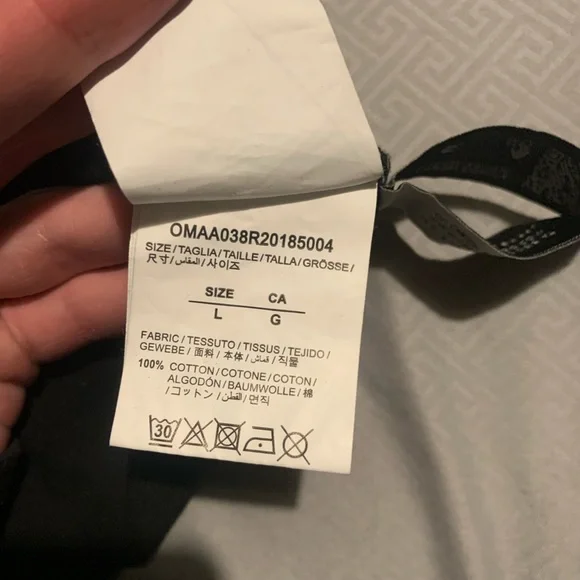 OMAA038R20185004
SIZE/TAGLIA/TAILLE/TALLA/GRÖSSE/
尺寸/المقاس/사이즈
SIZE CA
L G
FABRIC/TESSUTO/TISSUS/TEJIDO/
GEWEBE/面料/本体/قماش/직물
100% COTTON/COTONE/COTON/
ALGODÓN/BAUMWOLLE/棉
/コットン/القطن/면직
30